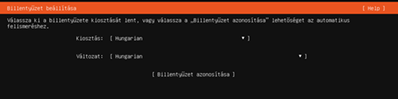 Billentyűzet beállítása [ Help ]
Válassza ki a billentyűzete kiosztását lent, vagy válassza a „Billentyűzet azonosítása" lehetőséget az automatikus
felismeréshez.
Kiosztás: [ Hungarian ▾ ]
Változat: [ Hungarian ▾ ]
[ Billentyűzet azonosítása ]